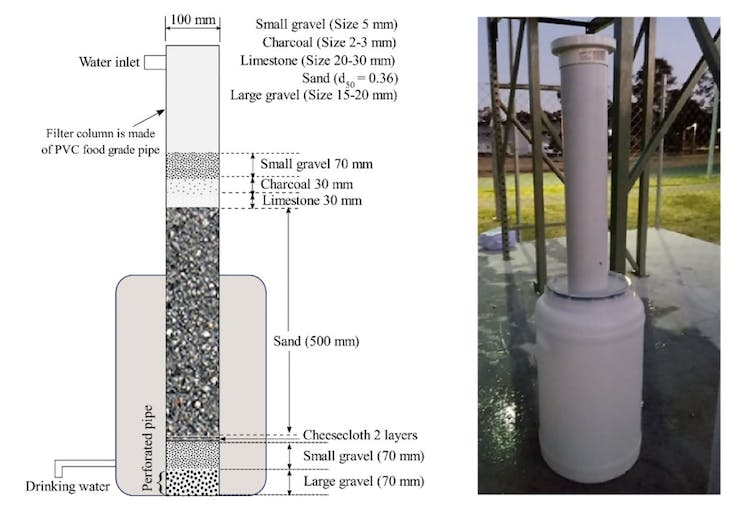 100 mm
Small gravel (Size 5 mm)
Charcoal (Size 2-3 mm)
Limestone (Size 20-30 mm)
Sand (d50 = 0.36)
Large gravel (Size 15-20 mm)
Water inlet
Filter column is made
of PVC food grade pipe
Small gravel 70 mm
Charcoal 30 mm
Limestone 30 mm
Sand (500 mm)
Cheesecloth 2 layers
Small gravel (70 mm)
Large gravel (70 mm)
Perforated pipe
Drinking water